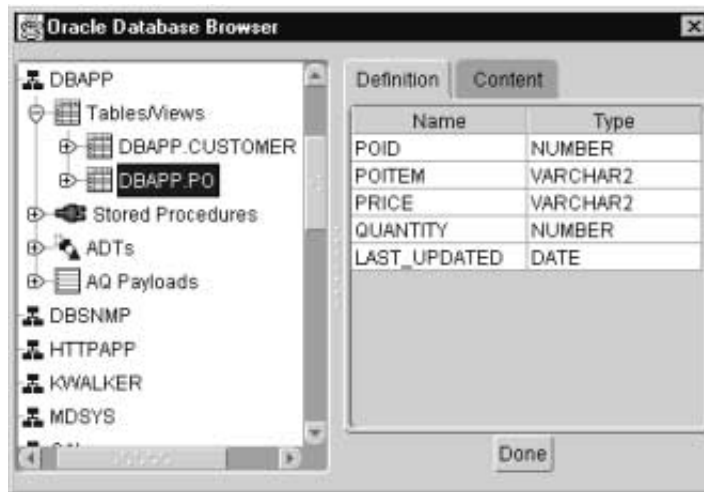 Oracle Database Browser
DBAPP
Tables/Views
DBAPP.CUSTOMER
DBAPP.PO
Stored Procedures
ADTs
AQ Payloads
DBSNMP
HTTPAPP
KWALKER
MDSYS
Definition Content
Name Type
POID NUMBER
POITEM VARCHAR2
PRICE VARCHAR2
QUANTITY NUMBER
LAST_UPDATED DATE
Done